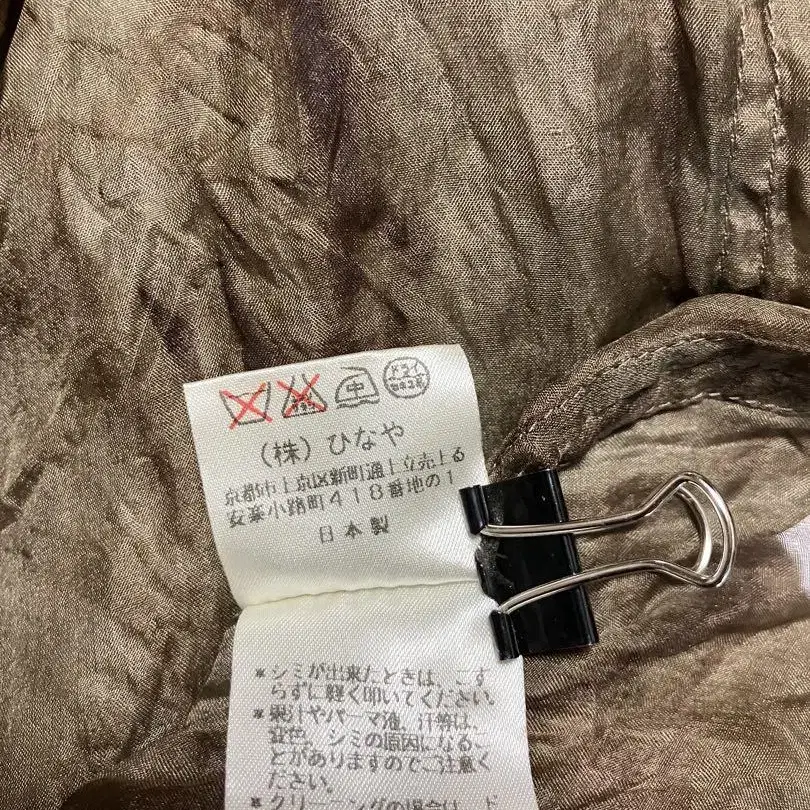 中
ドライ
(株)ひなや
京都市上京区新町通上立売上る
安楽小路町418番地の1
日本製
*シミが出来たときは、こす
らずに軽く叩いてください。
*果汁やパーマ液、汗等は、
変色、シミの原因になるこ
とがありますのでご注意く
ださい。
*クリーニングの場合は、ド